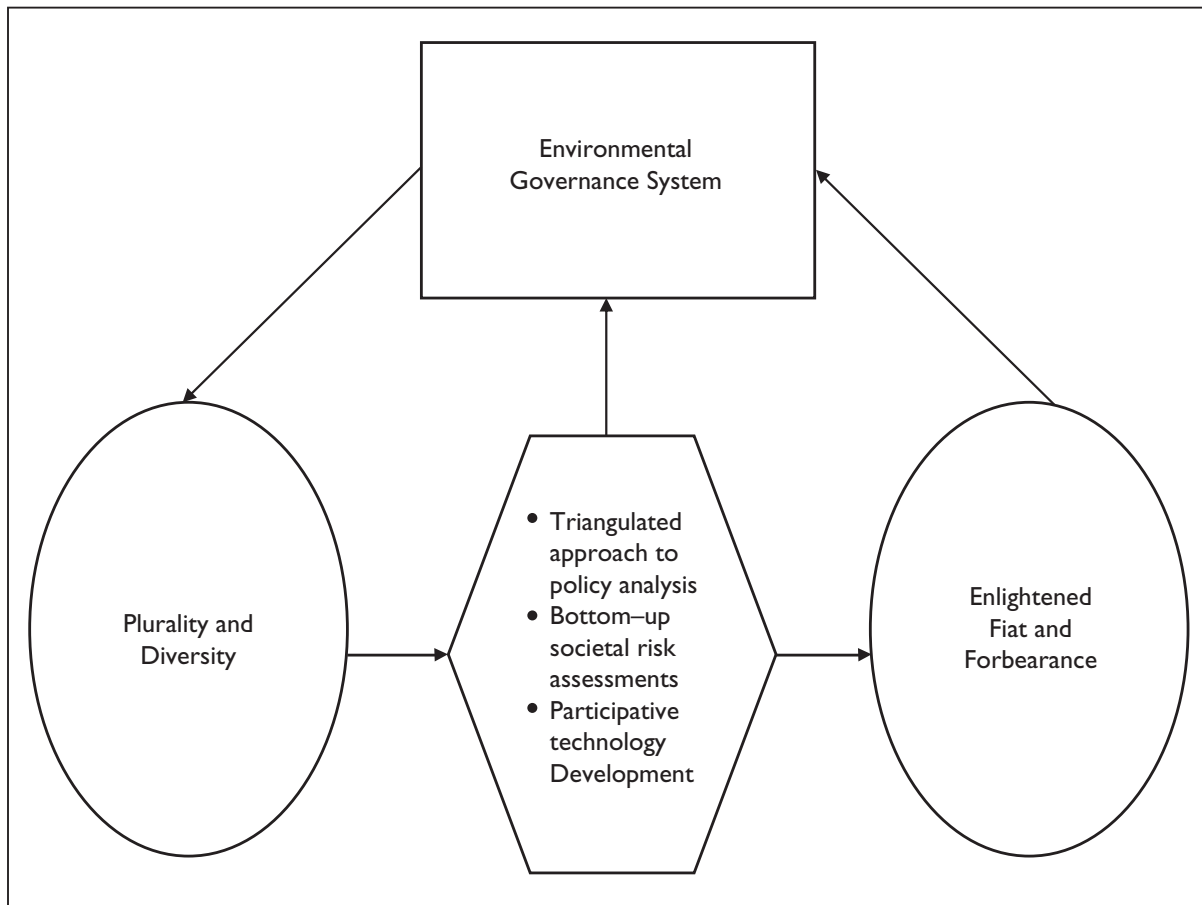 Environmental
Governance System
Plurality and
Diversity
• Triangulated
approach to
policy analysis
• Bottom–up
societal risk
assessments
• Participative
technology
Development
Enlightened
Fiat and
Forbearance